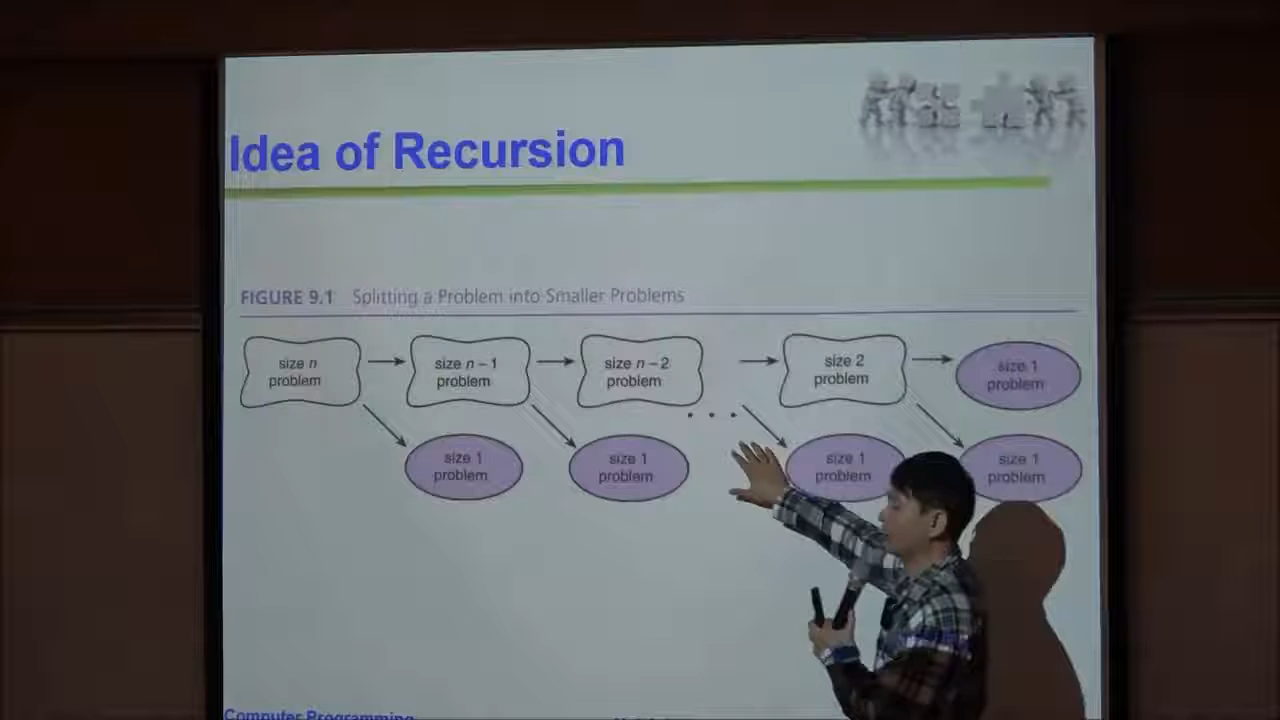 Idea of Recursion
FIGURE 9.1 Splitting a Problem into Smaller Problems
size n
problem
size n – 1
problem
size n – 2
problem
size 2
problem
size 1
problem
. . .
size 1
problem
size 1
problem
size 1
problem
size 1
problem
Computer Programming